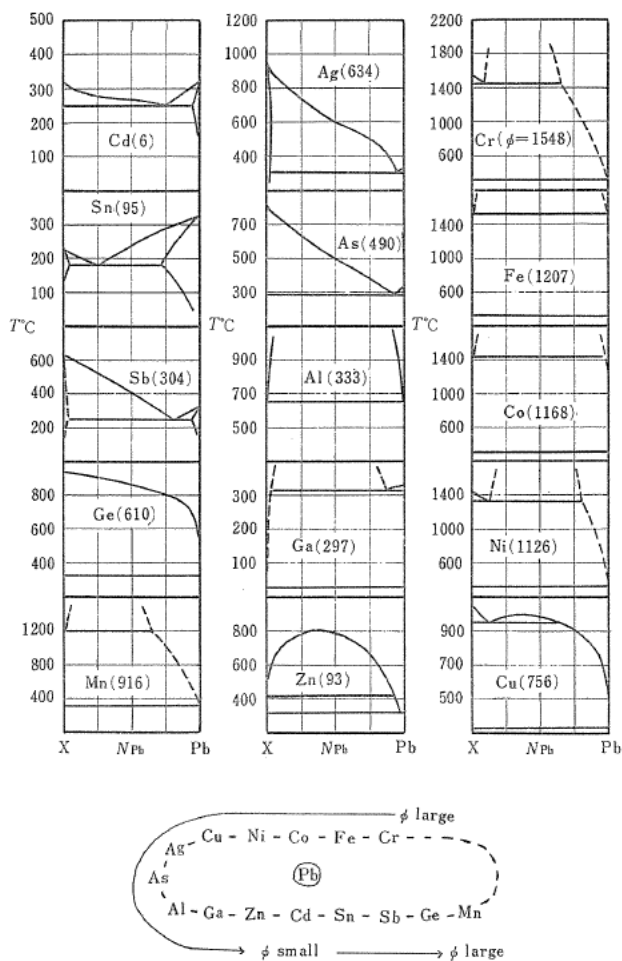 500
400
300
200
100
Cd(6)
Sn(95)
300
200
100
T°C
600
Sb(304)
400
200
800
Ge(610)
600
400
1200
800
Mn(916)
400
X NPb Pb
1200
1000
Ag(634)
800
600
400
700
As(490)
500
300
T°C
900
Al(333)
700
500
300
200
Ga(297)
100
800
600
Zn(93)
400
X NPb Pb
2200
1800
1400
1000
Cr(ϕ=1548)
600
1400
1000
Fe(1207)
600
T°C
1400
1000
Co(1168)
600
1400
1000
Ni(1126)
600
900
700
Cu(756)
500
X NPb Pb
ϕ large
Ag Cu – Ni – Co – Fe – Cr
As
Pb
Al – Ga – Zn – Cd – Sn – Sb – Ge – Mn
ϕ small ϕ large